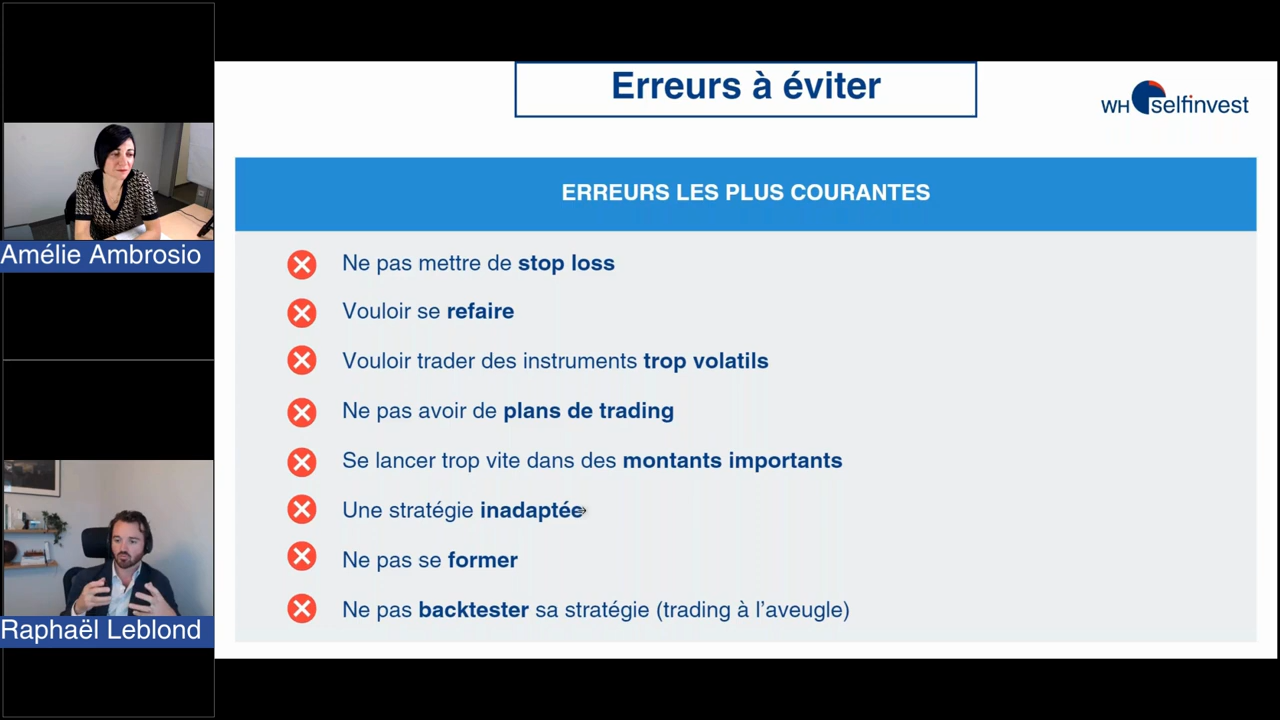 Erreurs à éviter
WH selfinvest
ERREURS LES PLUS COURANTES
Ne pas mettre de stop loss
Vouloir se refaire
Vouloir trader des instruments trop volatils
Ne pas avoir de plans de trading
Se lancer trop vite dans des montants importants
Une stratégie inadaptée
Ne pas se former
Ne pas backtester sa stratégie (trading à l’aveugle)
Amélie Ambrosio
Raphaël Leblond